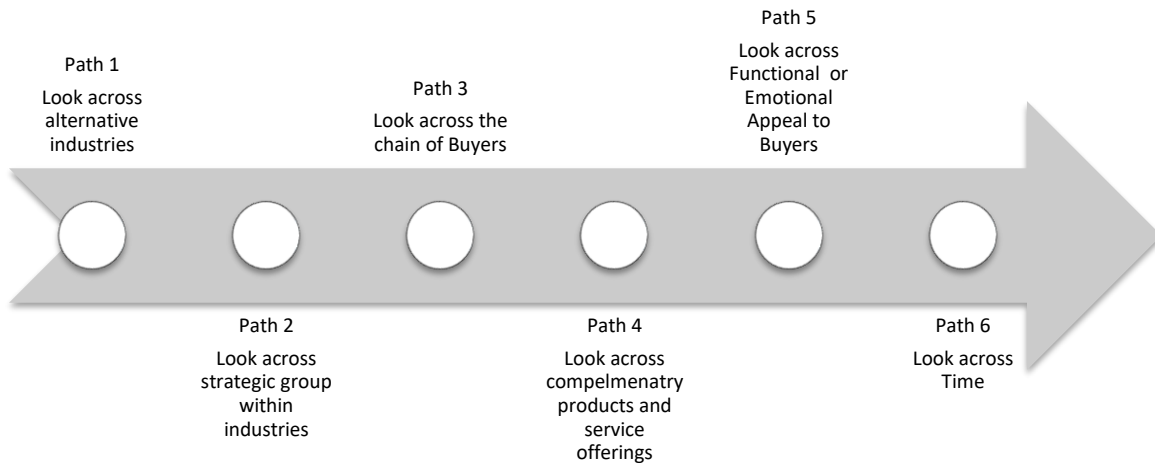 Path 1
Look across
alternative
industries
Path 2
Look across
strategic group
within
industries
Path 3
Look across the
chain of Buyers
Path 4
Look across
compelmenatry
products and
service
offerings
Path 5
Look across
Functional  or
Emotional
Appeal to
Buyers
Path 6
Look across
Time